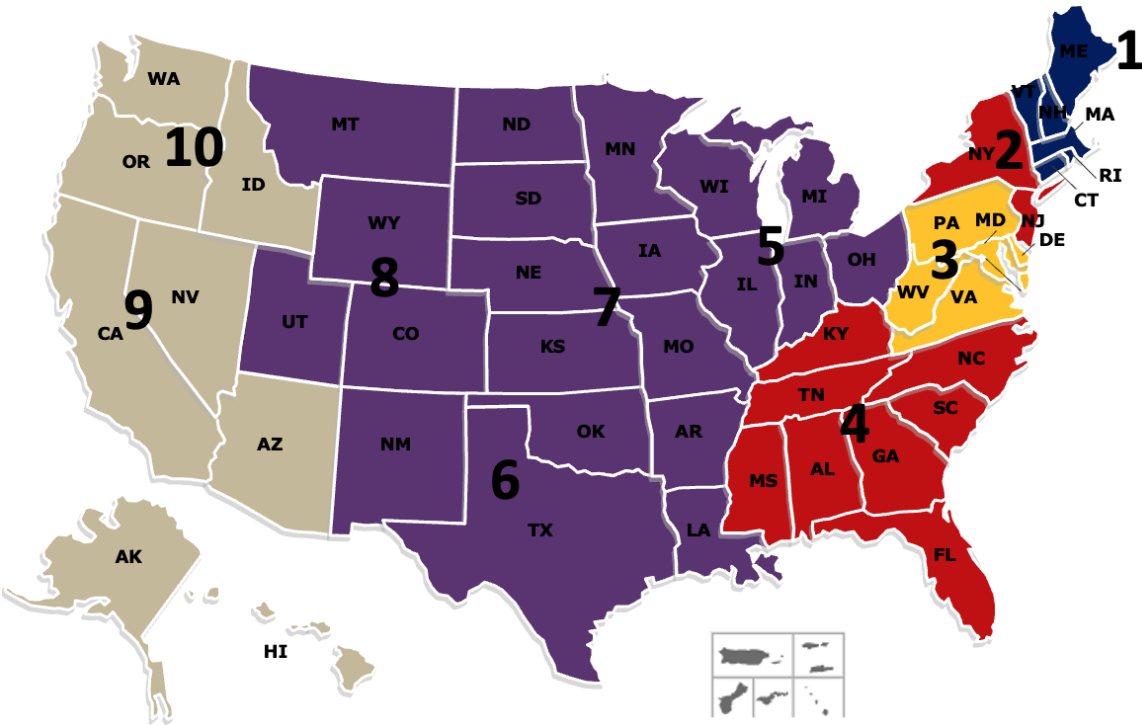 ME
1
WA
VT
NH
MA
MT
ND
MN
10
OR
NY
2
RI
ID
WI
MI
CT
SD
WY
PA
MD
NJ
DE
5
IA
OH
3
8
NE
IL
IN
WV
VA
NV
9
7
UT
CA
CO
KS
MO
KY
NC
TN
SC
4
AZ
NM
OK
AR
GA
AL
MS
6
TX
LA
AK
FL
HI